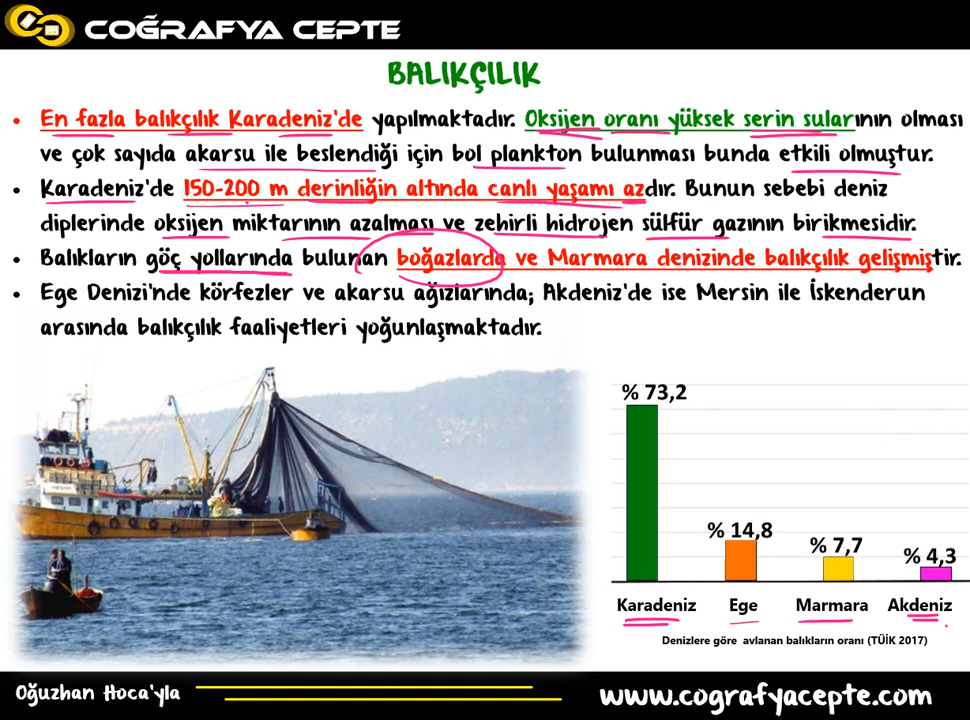 COĞRAFYA CEPTE
BALIKÇILIK
• En fazla balıkçılık Karadeniz'de yapılmaktadır. Oksijen oranı yüksek serin sularının olması
ve çok sayıda akarsu ile beslendiği için bol plankton bulunması bunda etkili olmuştur.
• Karadeniz'de 150-200 m derinliğin altında canlı yaşamı azdır. Bunun sebebi deniz
diplerinde oksijen miktarının azalması ve zehirli hidrojen sülfür gazının birikmesidir.
• Balıkların göç yollarında bulunan boğazlarda ve Marmara denizinde balıkçılık gelişmiştir.
• Ege Denizi'nde körfezler ve akarsu ağızlarında; Akdeniz'de ise Mersin ile İskenderun
arasında balıkçılık faaliyetleri yoğunlaşmaktadır.
% 73,2
% 14,8
% 7,7
% 4,3
Karadeniz Ege Marmara Akdeniz
Denizlere göre avlanan balıkların oranı (TÜİK 2017)
Oğuzhan Hoca'yla
www.cografyacepte.com